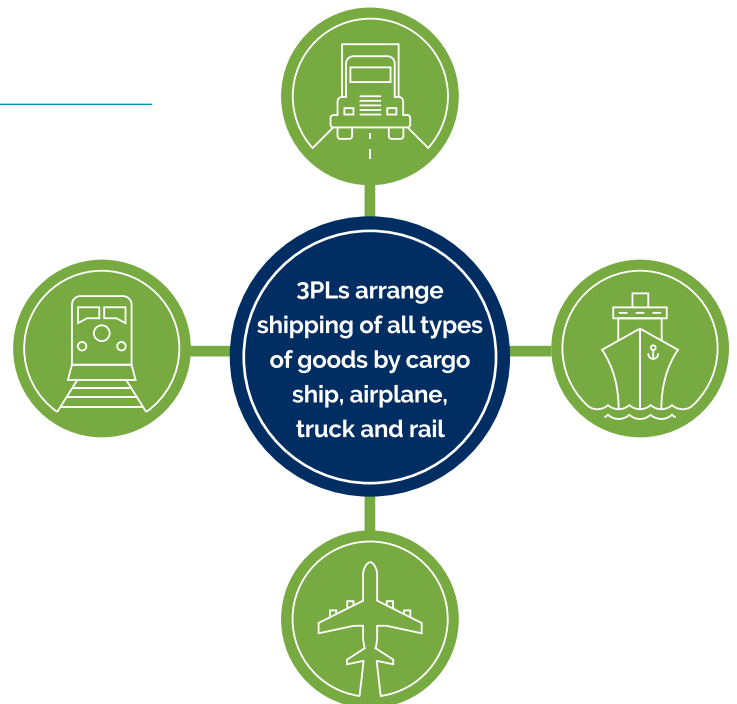 3PLs arrange
shipping of all types
of goods by cargo
ship, airplane,
truck and rail